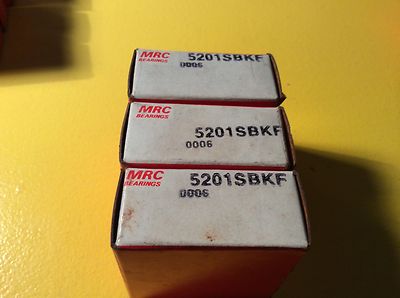 MRC 5201SBKF
BEARINGS 0006
MRC 5201SBKF
BEARINGS
0006
MRC 5201SBKF
BEARINGS
0006